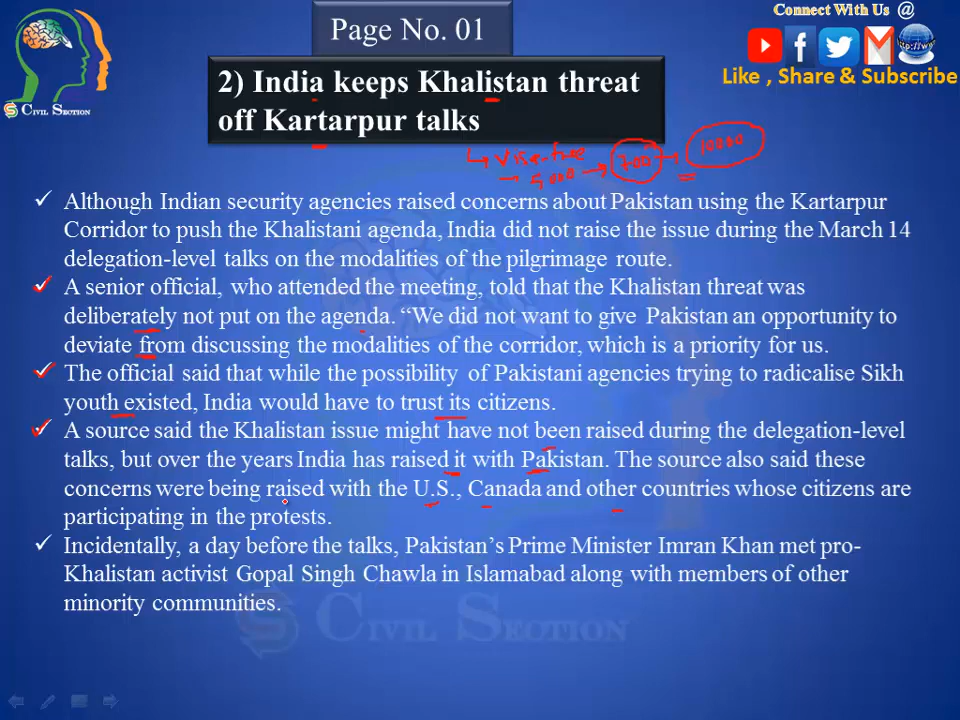 Connect With Us @
Page No. 01
Like , Share & Subscribe
2) India keeps Khalistan threat
off Kartarpur talks
CIVIL SECTION
Visa-free
5000 → 700 → 10000
Although Indian security agencies raised concerns about Pakistan using the Kartarpur
Corridor to push the Khalistani agenda, India did not raise the issue during the March 14
delegation-level talks on the modalities of the pilgrimage route.
A senior official, who attended the meeting, told that the Khalistan threat was
deliberately not put on the agenda. “We did not want to give Pakistan an opportunity to
deviate from discussing the modalities of the corridor, which is a priority for us.
The official said that while the possibility of Pakistani agencies trying to radicalise Sikh
youth existed, India would have to trust its citizens.
A source said the Khalistan issue might have not been raised during the delegation-level
talks, but over the years India has raised it with Pakistan. The source also said these
concerns were being raised with the U.S., Canada and other countries whose citizens are
participating in the protests.
Incidentally, a day before the talks, Pakistan’s Prime Minister Imran Khan met pro-
Khalistan activist Gopal Singh Chawla in Islamabad along with members of other
minority communities.
CIVIL SECTION